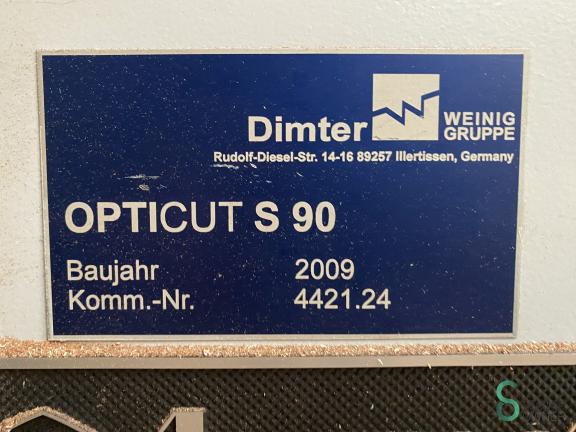 Dimter
WEINIG
GRUPPE
Rudolf-Diesel-Str. 14-16 89257 Illertissen, Germany
OPTICUT S 90
Baujahr 2009
Komm.-Nr. 4421.24